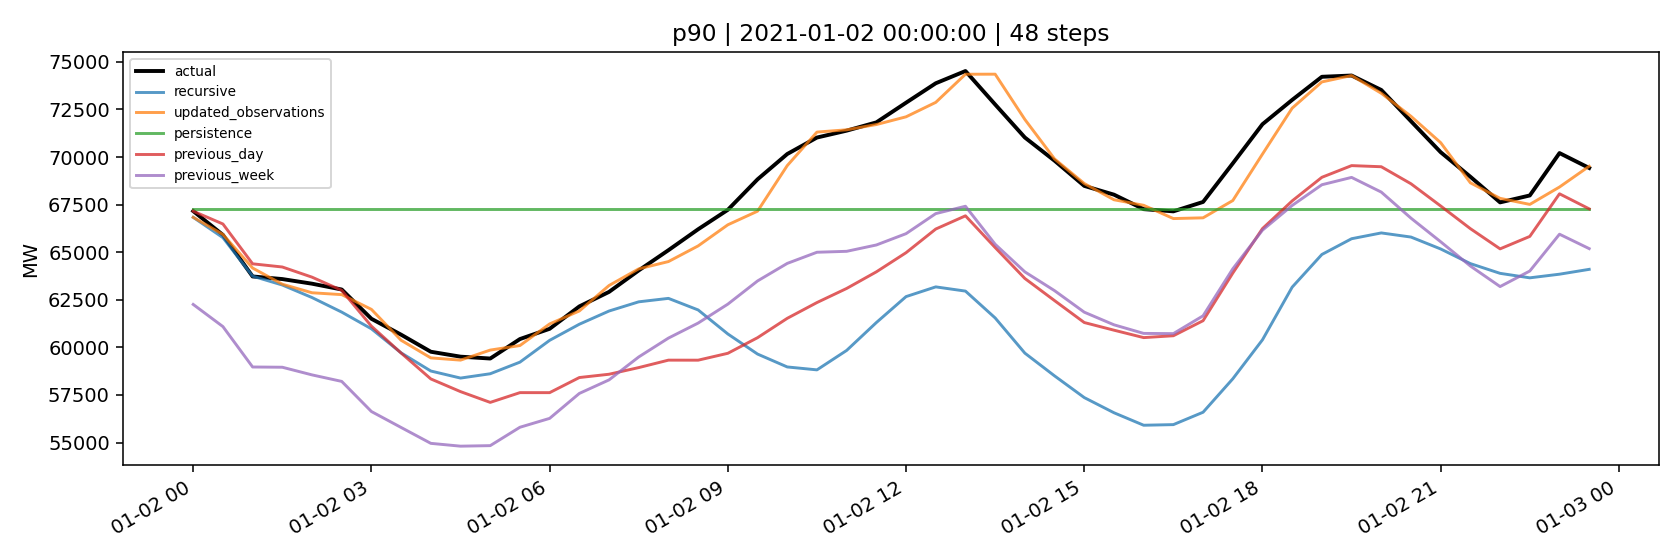 p90 | 2021-01-02 00:00:00 | 48 steps
75000
72500
70000
67500
65000
62500
60000
57500
55000
MW
actual
recursive
updated_observations
persistence
previous_day
previous_week
01-02 00
01-02 03
01-02 06
01-02 09
01-02 12
01-02 15
01-02 18
01-02 21
01-03 00